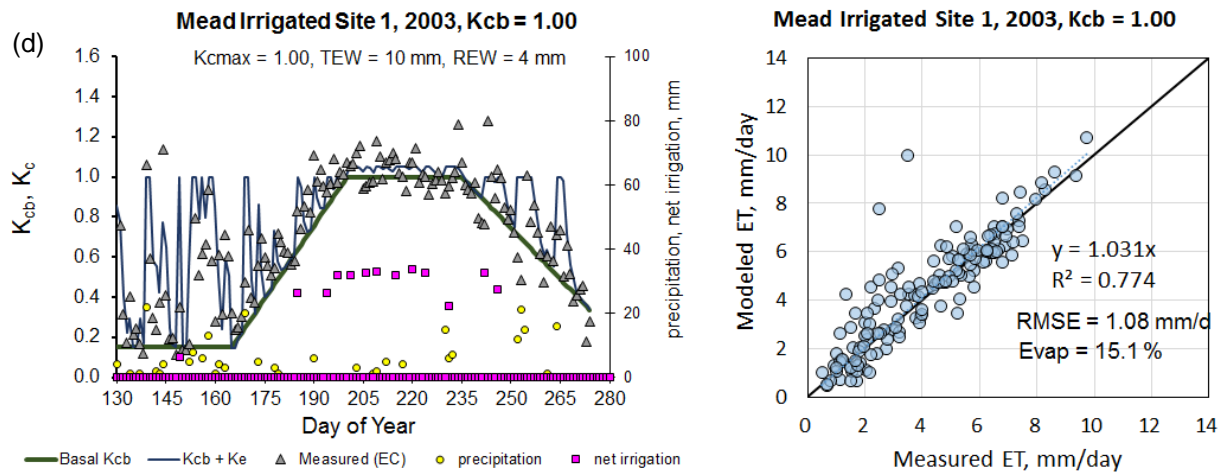 (d)
Mead Irrigated Site 1, 2003, Kcb = 1.00
Kcmax = 1.00, TEW = 10 mm, REW = 4 mm
K_cb, K_c
1.6
1.4
1.2
1.0
0.8
0.6
0.4
0.2
0.0
100
80
60
40
20
0
precipitation, net irrigation, mm
130 145 160 175 190 205 220 235 250 265 280
Day of Year
Basal Kcb Kcb + Ke Measured (EC) precipitation net irrigation
Mead Irrigated Site 1, 2003, Kcb = 1.00
Modeled ET, mm/day
14
12
10
8
6
4
2
0
y = 1.031x
R² = 0.774
RMSE = 1.08 mm/d
Evap = 15.1%
0 2 4 6 8 10 12 14
Measured ET, mm/day